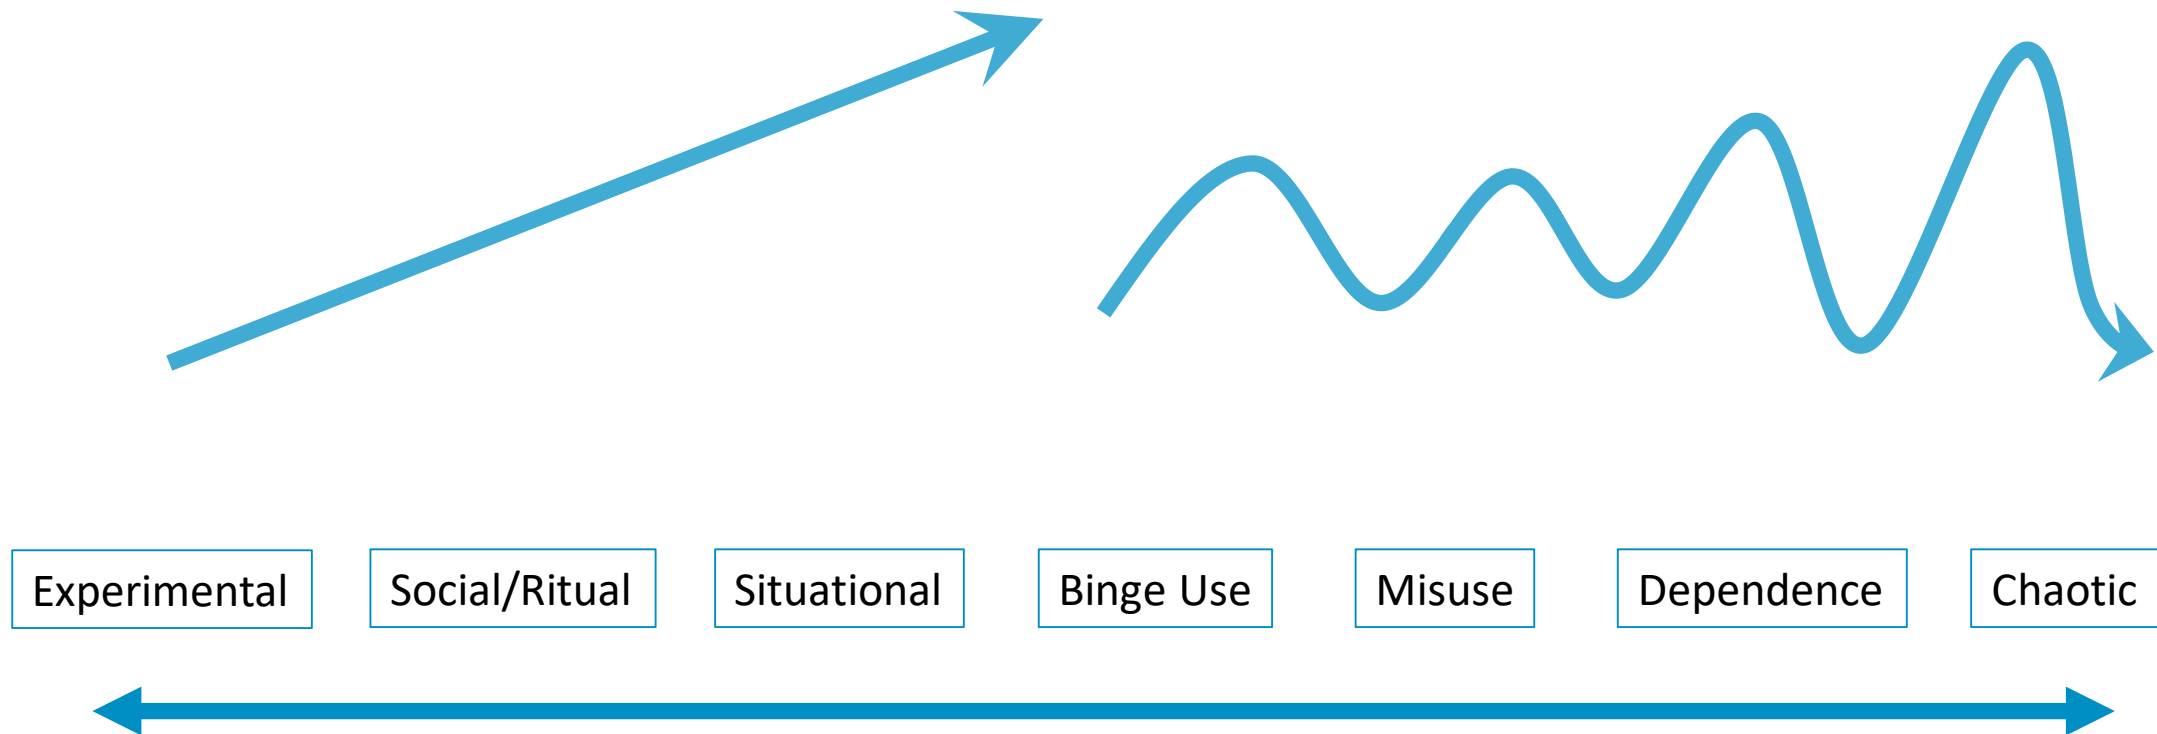 Experimental
Social/Ritual
Situational
Binge Use
Misuse
Dependence
Chaotic